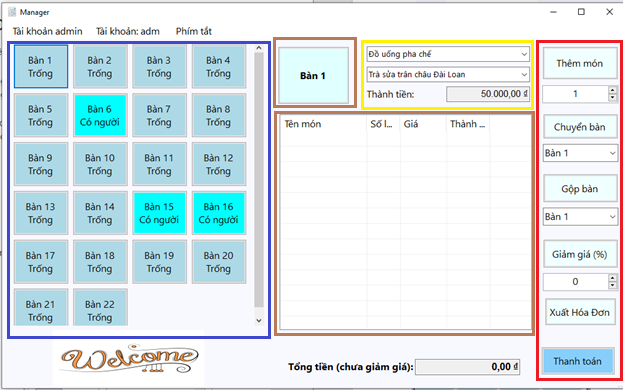 Manager
Tài khoản admin Tài khoản: adm Phím tắt
Bàn 1 Bàn 2 Bàn 3 Bàn 4
Trống Trống Trống Trống
Bàn 5 Bàn 6 Bàn 7 Bàn 8
Trống Có người Trống Trống
Bàn 9 Bàn 10 Bàn 11 Bàn 12
Trống Trống Trống Trống
Bàn 13 Bàn 14 Bàn 15 Bàn 16
Trống Trống Có người Có người
Bàn 17 Bàn 18 Bàn 19 Bàn 20
Trống Trống Trống Trống
Bàn 21 Bàn 22
Trống Trống
Welcome
Bàn 1
Đồ uống pha chế
Trà sửa trân châu Đài Loan
Thành tiền: 50.000,00 ₫
Tên món Số l... Giá Thành ...
Tổng tiền (chưa giảm giá): 0,00 ₫
Thêm món
1
Chuyển bàn
Bàn 1
Gộp bàn
Bàn 1
Giảm giá (%)
0
Xuất Hóa Đơn
Thanh toán